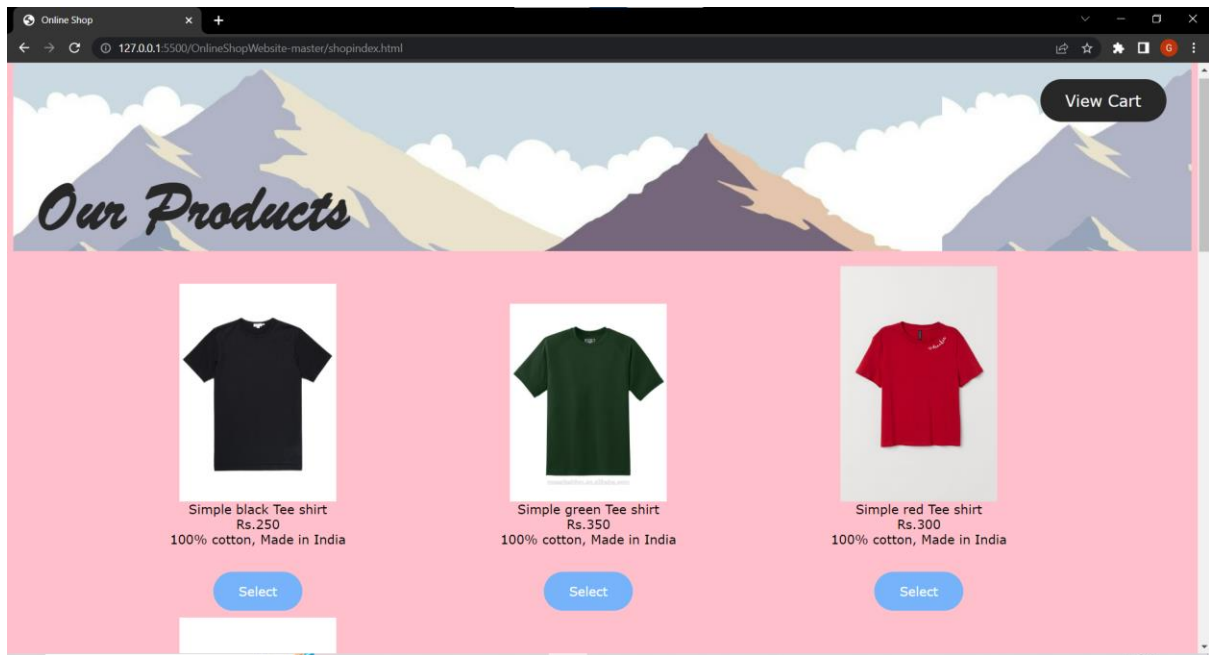 Online Shop
127.0.0.1:5500/OnlineShopWebsite-master/shopindex.html
G
View Cart
Our Products
Simple black Tee shirt
Rs.250
100% cotton, Made in India
Select
Simple green Tee shirt
Rs.350
100% cotton, Made in India
Select
Simple red Tee shirt
Rs.300
100% cotton, Made in India
Select